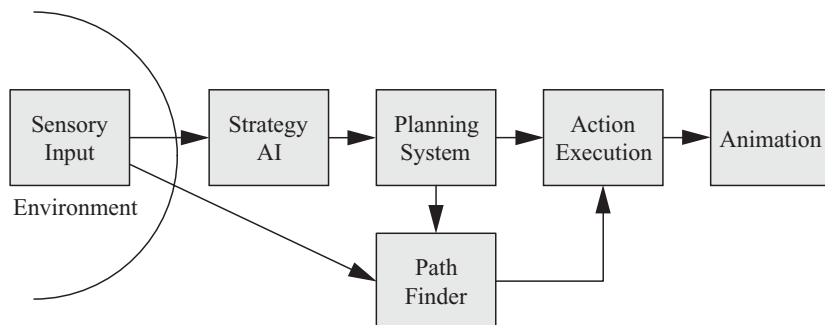 Sensory
Input
Environment
Strategy
AI
Planning
System
Action
Execution
Animation
Path
Finder